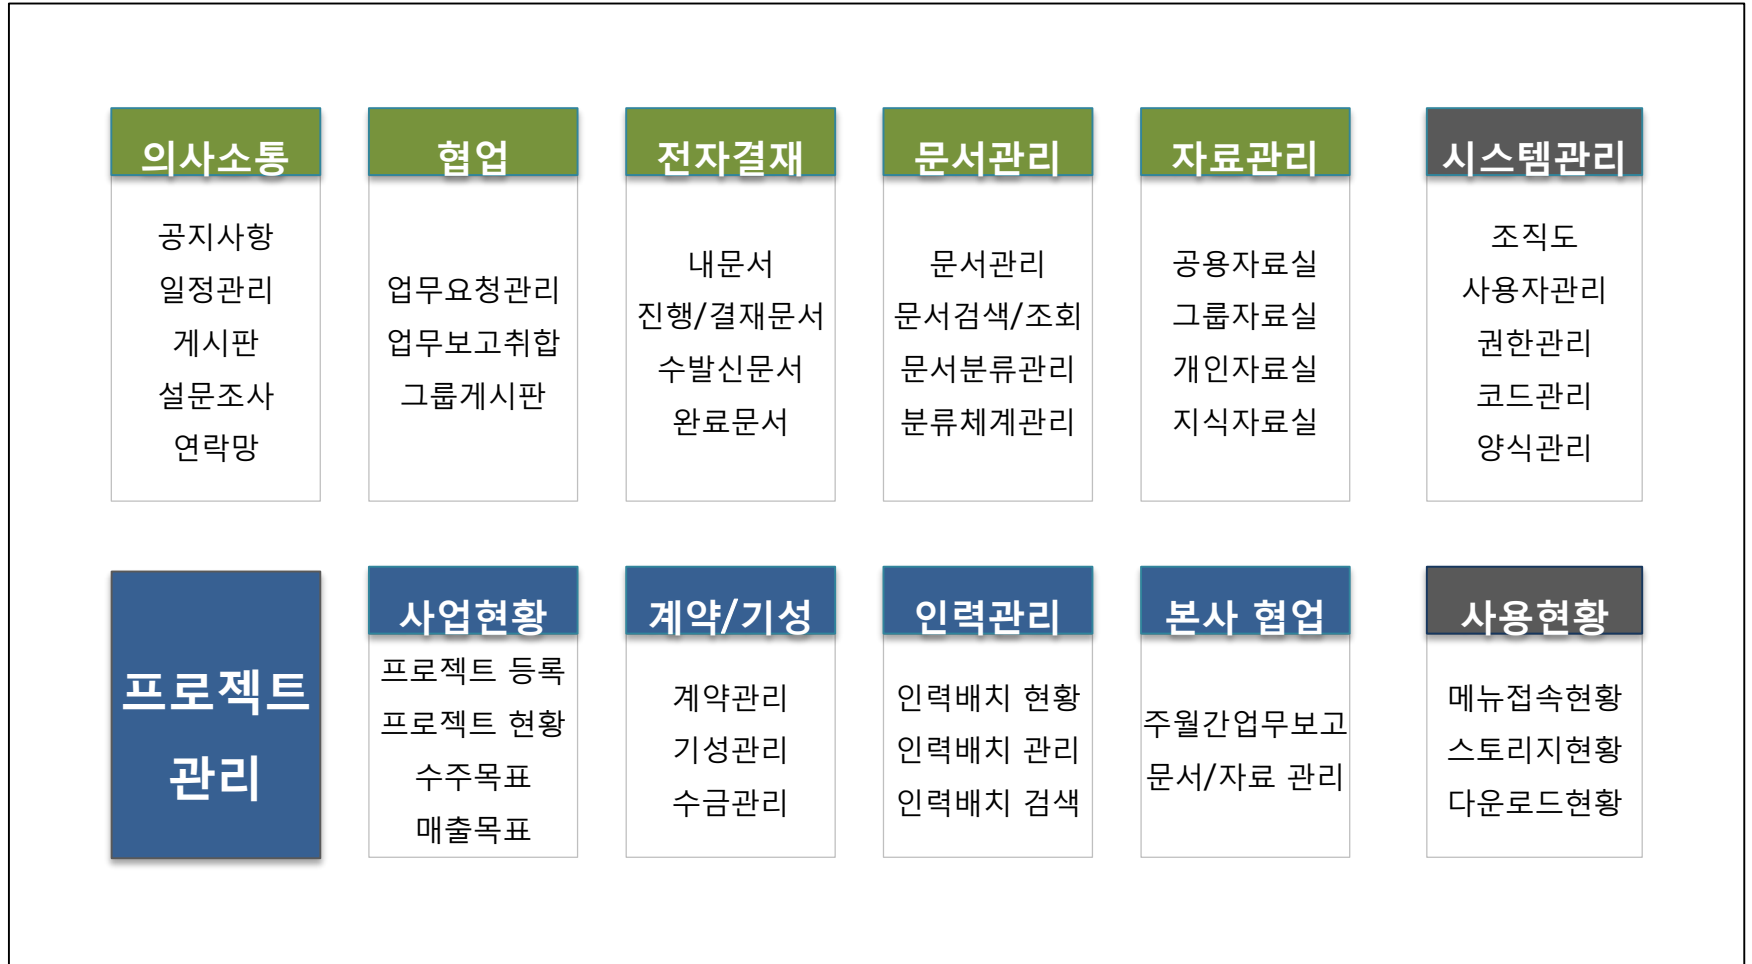 의사소통
공지사항
일정관리
게시판
설문조사
연락망
협업
업무요청관리
업무보고취합
그룹게시판
전자결재
내문서
진행/결재문서
수발신문서
완료문서
문서관리
문서관리
문서검색/조회
문서분류관리
분류체계관리
자료관리
공용자료실
그룹자료실
개인자료실
지식자료실
시스템관리
조직도
사용자관리
권한관리
코드관리
양식관리
프로젝트
관리
사업현황
프로젝트 등록
프로젝트 현황
수주목표
매출목표
계약/기성
계약관리
기성관리
수금관리
인력관리
인력배치 현황
인력배치 관리
인력배치 검색
본사 협업
주월간업무보고
문서/자료 관리
사용현황
메뉴접속현황
스토리지현황
다운로드현황